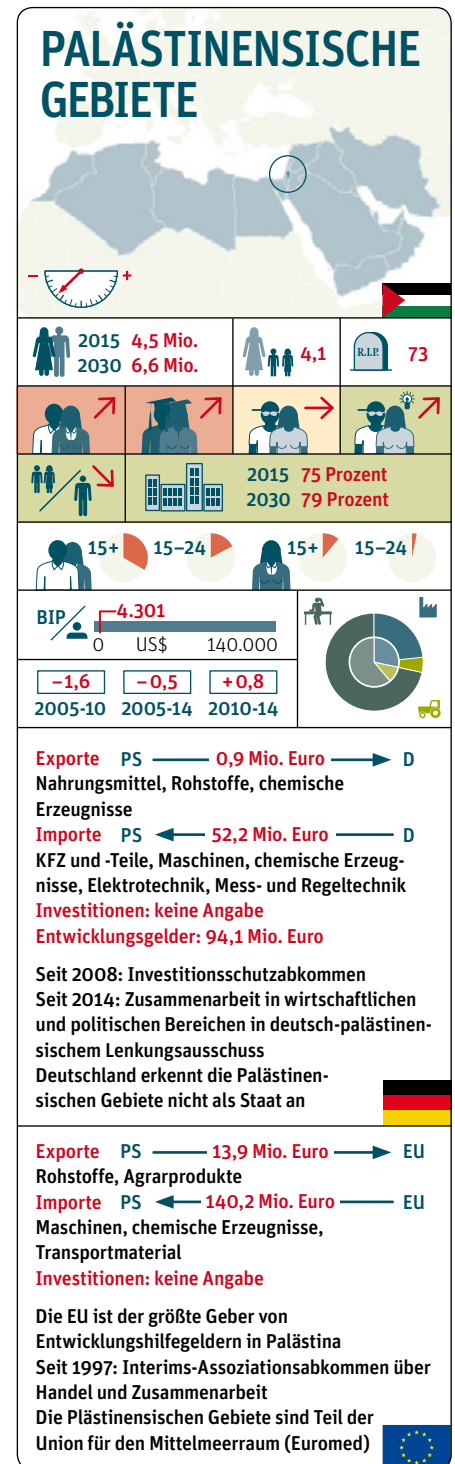 PALÄSTINENSISCHE
GEBIETE
– +
2015 4,5 Mio.
2030 6,6 Mio.
4,1
R.I.P.
73
2015 75 Prozent
2030 79 Prozent
15+ 15–24 15+ 15–24
BIP/
4.301
0 US$ 140.000
–1,6 –0,5 +0,8
2005-10 2005-14 2010-14
Exporte PS 0,9 Mio. Euro D
Nahrungsmittel, Rohstoffe, chemische
Erzeugnisse
Importe PS 52,2 Mio. Euro D
KFZ und -Teile, Maschinen, chemische Erzeug-
nisse, Elektrotechnik, Mess- und Regeltechnik
Investitionen: keine Angabe
Entwicklungsgelder: 94,1 Mio. Euro
Seit 2008: Investitionsschutzabkommen
Seit 2014: Zusammenarbeit in wirtschaftlichen
und politischen Bereichen in deutsch-palästinen-
sischem Lenkungsausschuss
Deutschland erkennt die Palästinen-
sischen Gebiete nicht als Staat an
Exporte PS 13,9 Mio. Euro EU
Rohstoffe, Agrarprodukte
Importe PS 140,2 Mio. Euro EU
Maschinen, chemische Erzeugnisse,
Transportmaterial
Investitionen: keine Angabe
Die EU ist der größte Geber von
Entwicklungshilfegeldern in Palästina
Seit 1997: Interims-Assoziationsabkommen über
Handel und Zusammenarbeit
Die Plästinensischen Gebiete sind Teil der
Union für den Mittelmeerraum (Euromed)